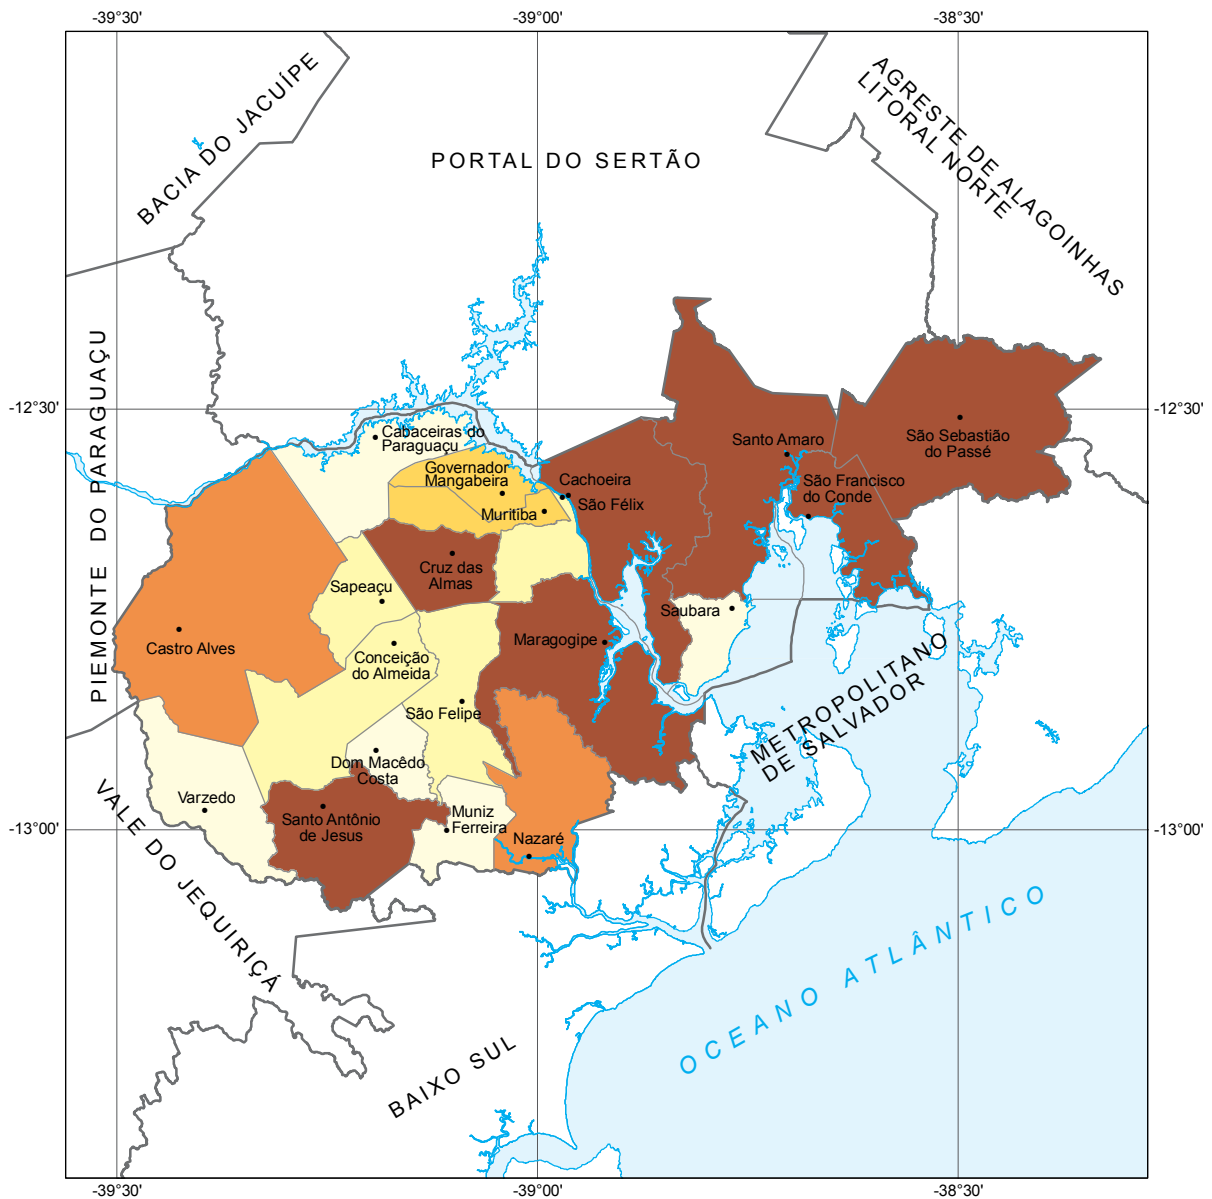 -39°30'
-39°00'
-38°30'
BACIA DO JACUÍPE
PORTAL DO SERTÃO
AGRESTE DE ALAGOINHAS
LITORAL NORTE
PIEMONTE DO PARAGUAÇU
-12°30'
-12°30'
Cabaceiras do
Paraguaçu
Governador
Mangabeira
Muritiba
Cachoeira
São Félix
Santo Amaro
São Francisco
do Conde
São Sebastião
do Passé
Cruz das
Almas
Sapeaçu
Castro Alves
Conceição
do Almeida
Maragogipe
Saubara
São Felipe
METROPOLITANO
DE SALVADOR
Dom Macêdo
Costa
Varzedo
Santo Antônio
de Jesus
Muniz
Ferreira
Nazaré
-13°00'
-13°00'
VALE DO JEQUIRIÇÁ
OCEANO ATLÂNTICO
BAIXO SUL
-39°30'
-39°00'
-38°30'